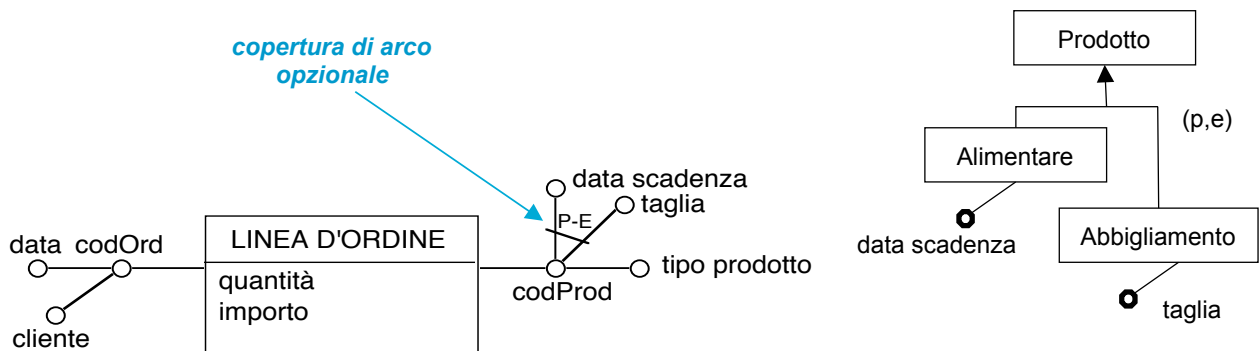 copertura di arco
opzionale
data scadenza
P-E
taglia
data codOrd
LINEA D'ORDINE
quantità
importo
tipo prodotto
codProd
cliente
Prodotto
(p,e)
Alimentare
data scadenza
Abbigliamento
taglia